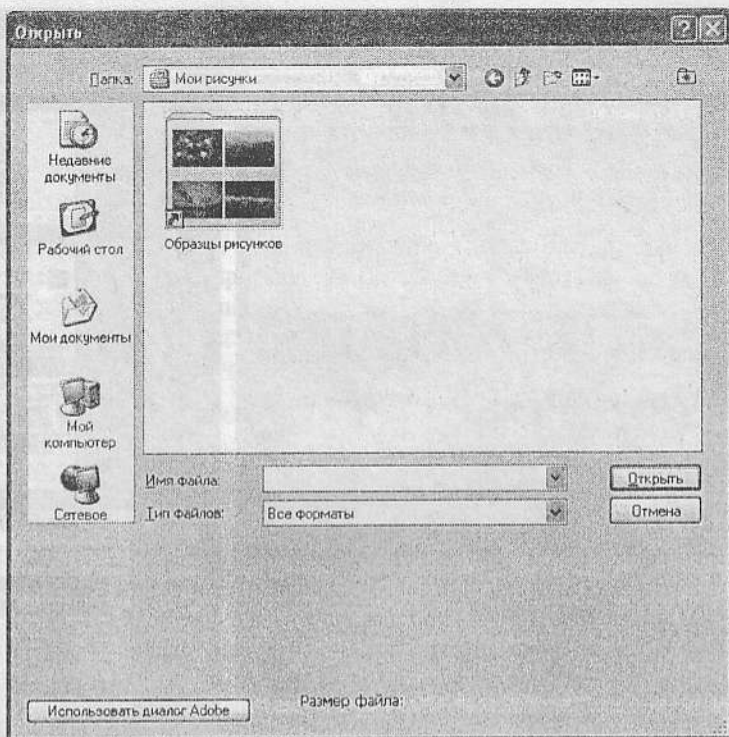 Открыть
Папка: Мои рисунки
Недавние
документы
Рабочий стол
Мои документы
Мой
компьютер
Сетевое
Образцы рисунков
Имя файла:
Открыть
Тип файлов: Все форматы
Отмена
Использовать диалог Adobe
Размер файла: